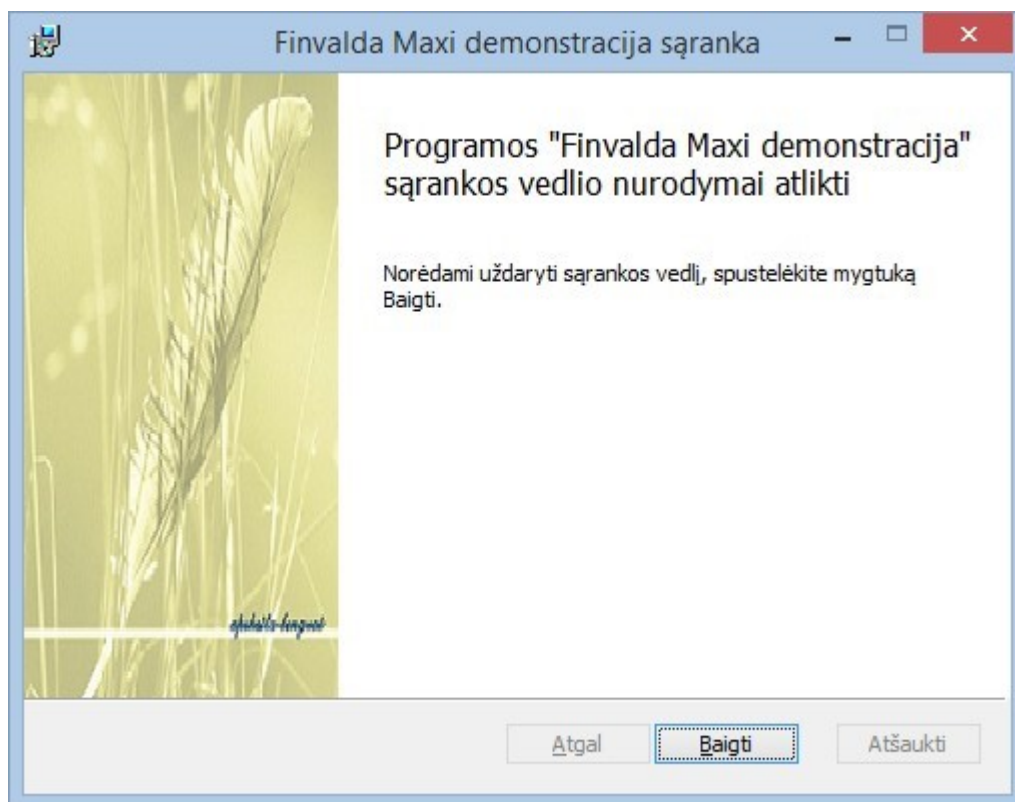 Finvalda Maxi demonstracija sąranka
Programos "Finvalda Maxi demonstracija"
sąrankos vedlio nurodymai atlikti
Norėdami uždaryti sąrankos vedlį, spustelėkite mygtuką
Baigti.
Atgal
Baigti
Atšaukti